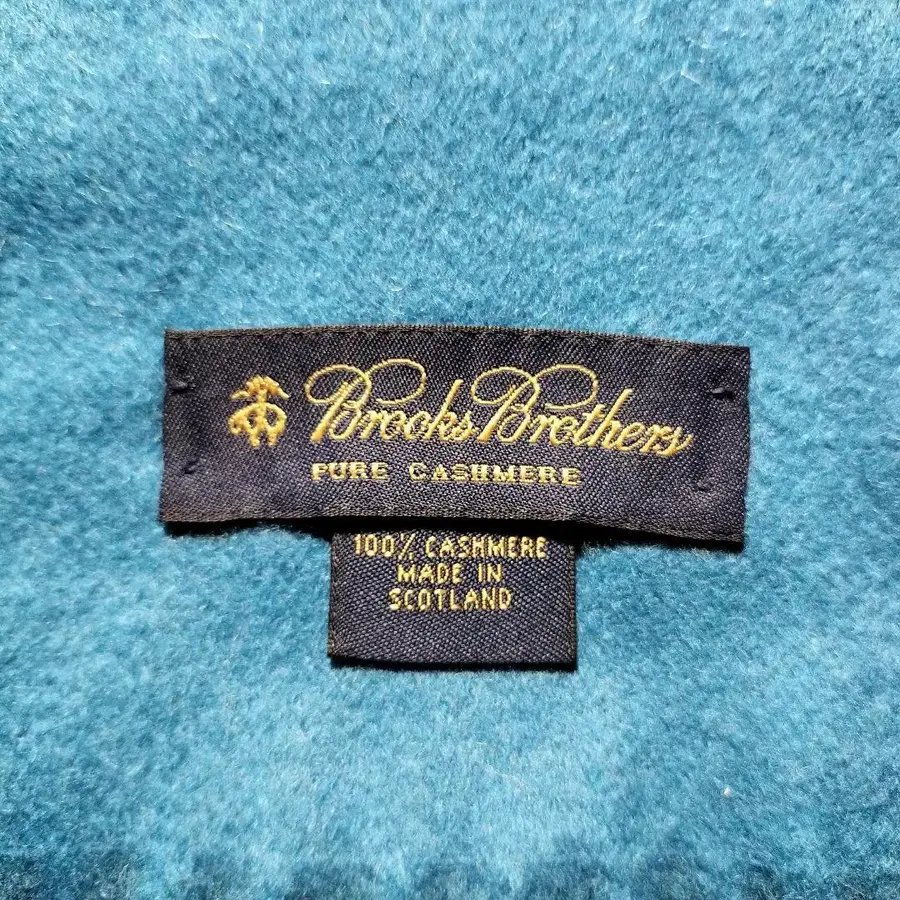 Brooks Brothers
PURE CASHMERE
100% CASHMERE
MADE IN
SCOTLAND